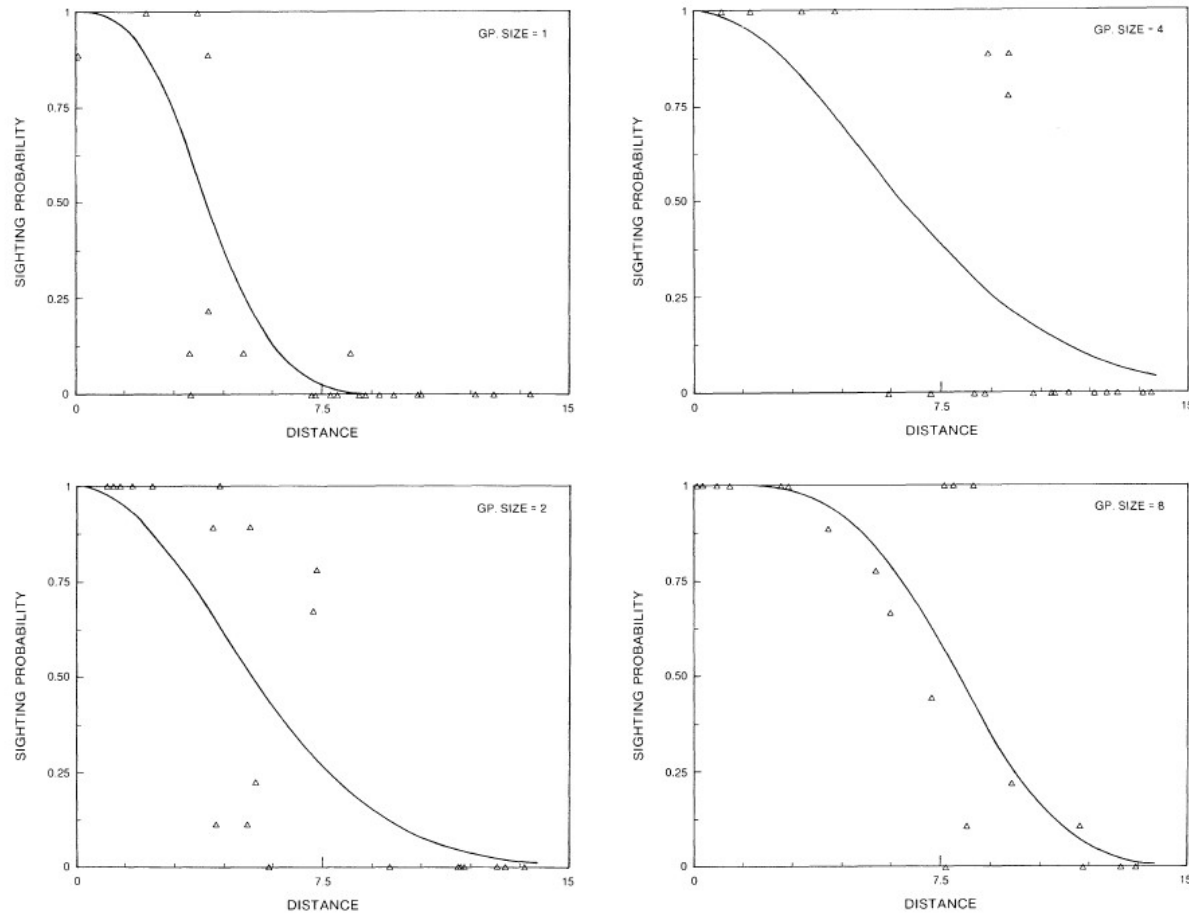 1
GP. SIZE = 1
0.75
SIGHTING PROBABILITY
0.50
0.25
0
0
7.5
15
DISTANCE
1
GP. SIZE = 4
0.75
SIGHTING PROBABILITY
0.50
0.25
0
0
7.5
15
DISTANCE
1
GP. SIZE = 2
0.75
SIGHTING PROBABILITY
0.50
0.25
0
0
7.5
15
DISTANCE
1
GP. SIZE = 8
0.75
SIGHTING PROBABILITY
0.50
0.25
0
0
7.5
15
DISTANCE